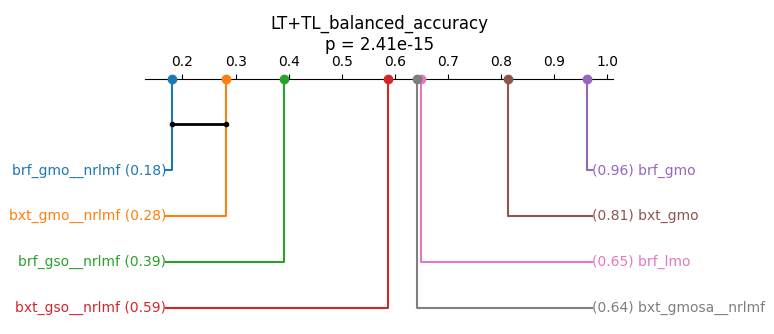 LT+TL_balanced_accuracy
p = 2.41e-15
0.2 0.3 0.4 0.5 0.6 0.7 0.8 0.9 1.0
brf_gmo__nrlmf (0.18) (0.96) brf_gmo
bxt_gmo__nrlmf (0.28) (0.81) bxt_gmo
brf_gso__nrlmf (0.39) (0.65) brf_lmo
bxt_gso__nrlmf (0.59) (0.64) bxt_gmosa__nrlmf